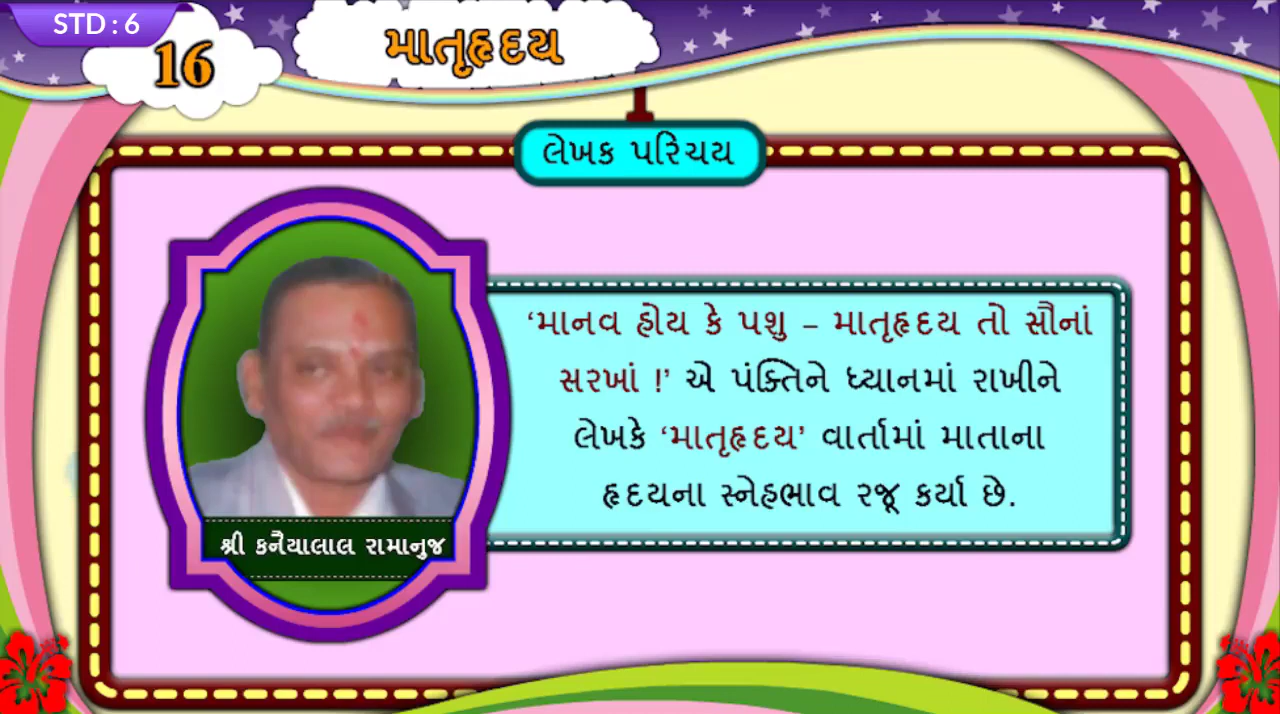 STD : 6
16
માતૃહૃદય
લેખક પરિચય
‘માનવ હોય કે પશુ – માતૃહૃદય તો સૌનાં
સરખાં !’ એ પંક્તિને ધ્યાનમાં રાખીને
લેખકે ‘માતૃહૃદય’ વાર્તામાં માતાના
હૃદયના સ્નેહભાવ રજૂ કર્યા છે.
શ્રી કનૈયાલાલ રામાનુજ